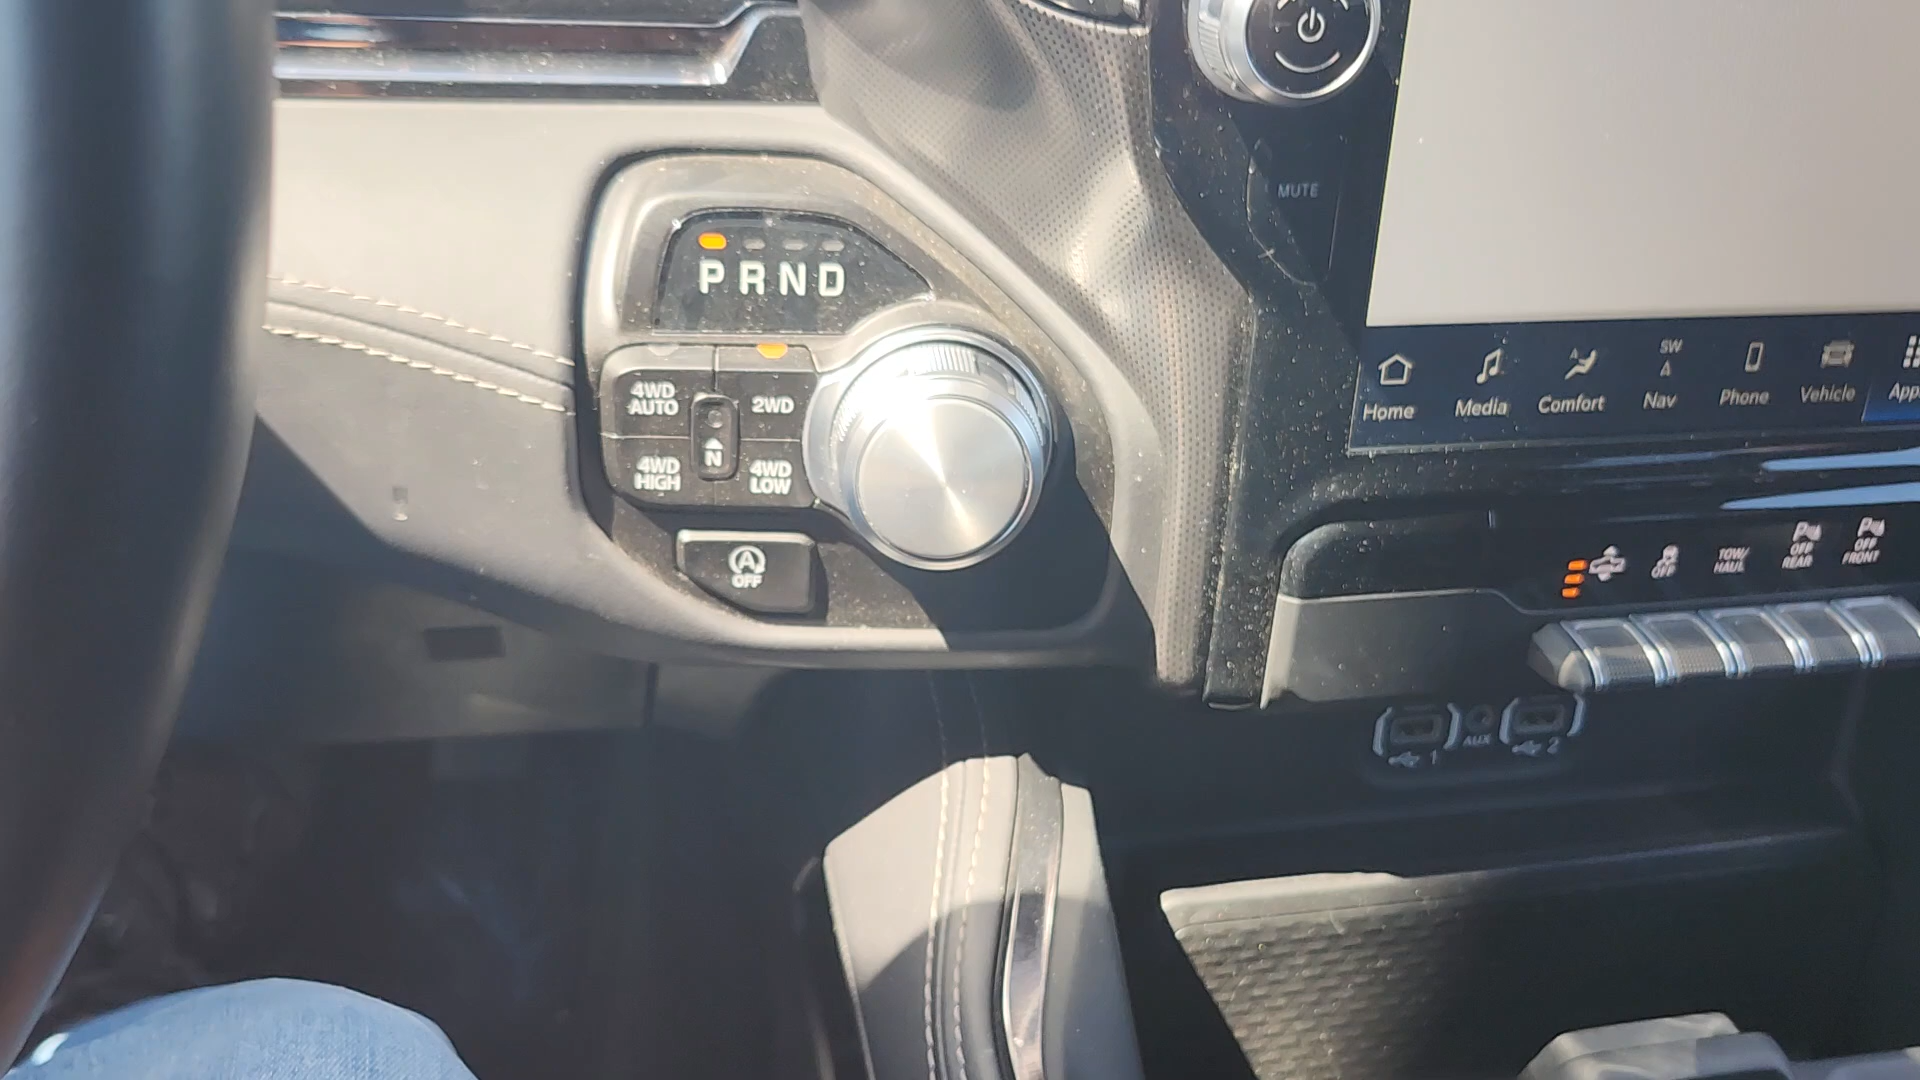 MUTE
P R N D
4WD AUTO
2WD
N
4WD HIGH
4WD LOW
A
OFF
SW
Home Media Comfort Nav Phone Vehicle App
OFF
TOW/HAUL
P
OFF
REAR
P
OFF
FRONT
1
AUX
2